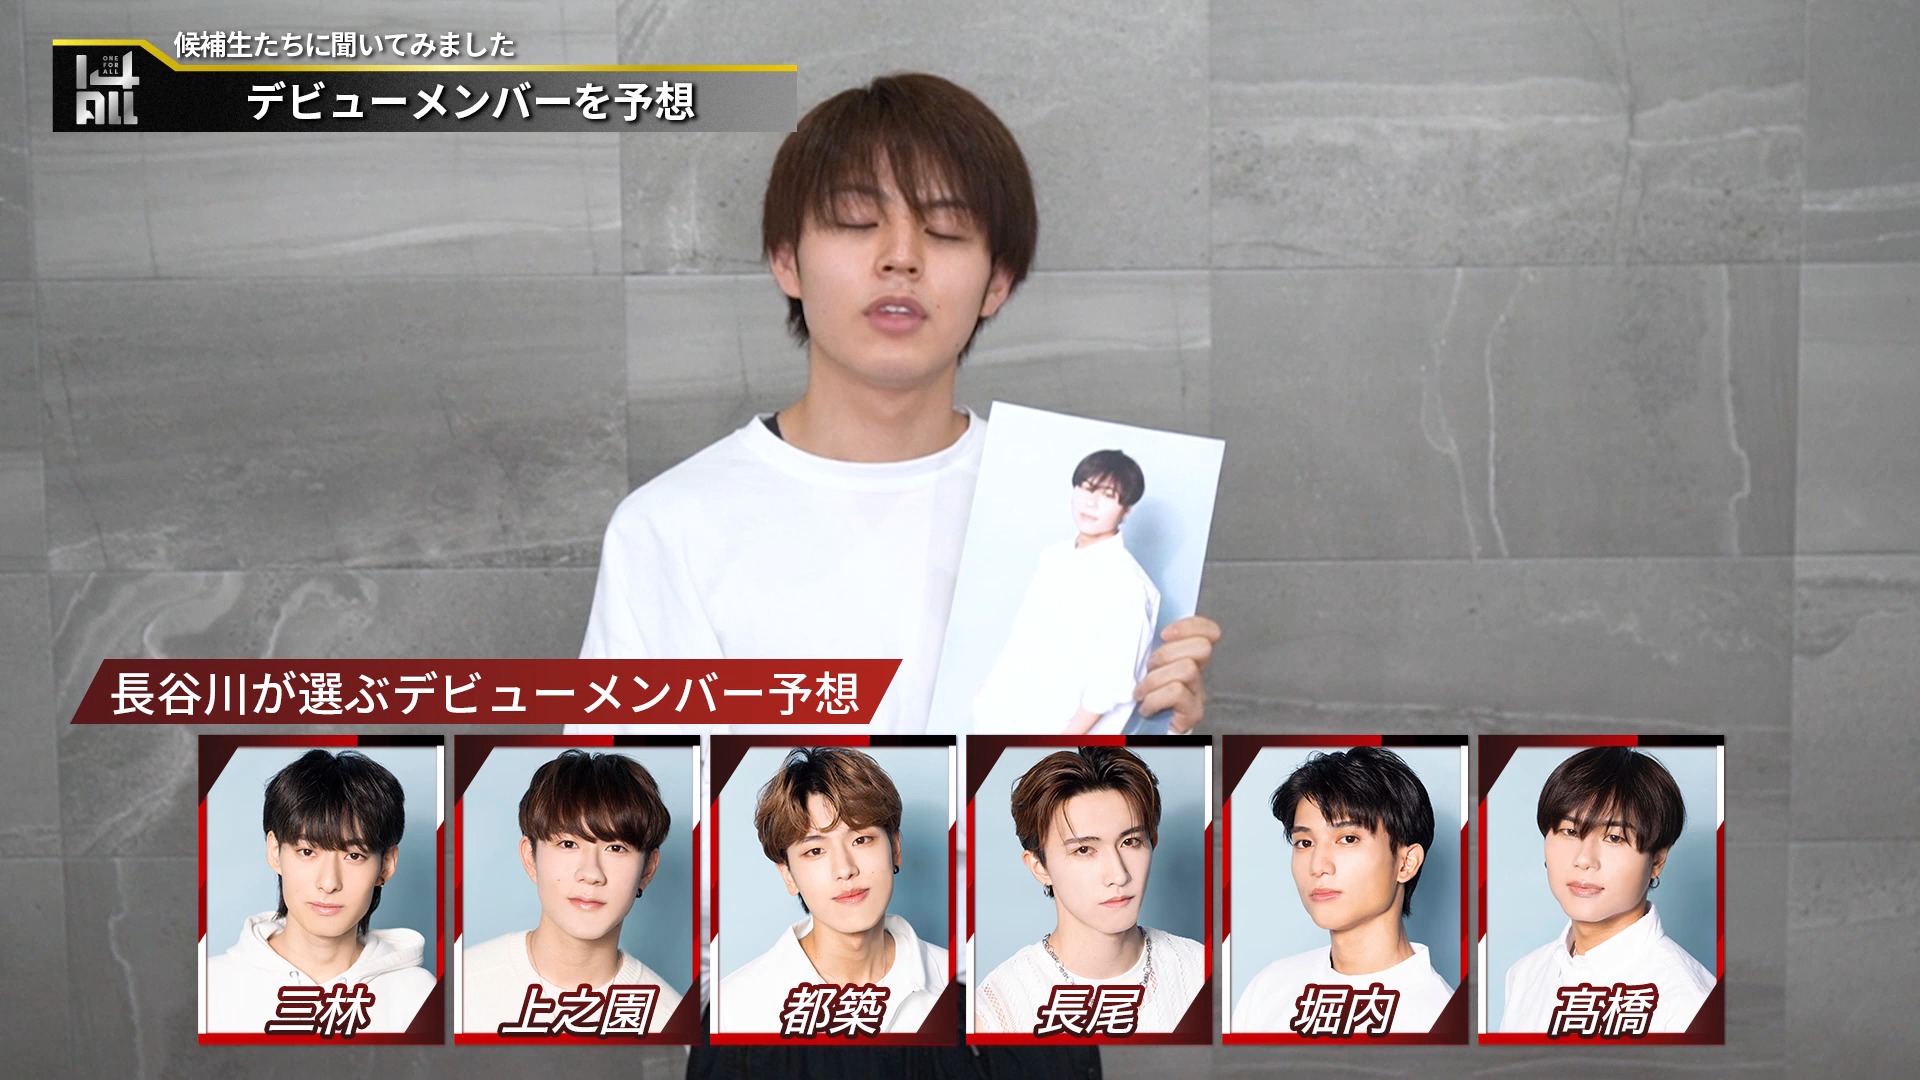 候補生たちに聞いてみました
ONE
FOR
ALL
14
ALL
デビューメンバーを予想
長谷川が選ぶデビューメンバー予想
三林
上之園
都築
長尾
堀内
髙橋